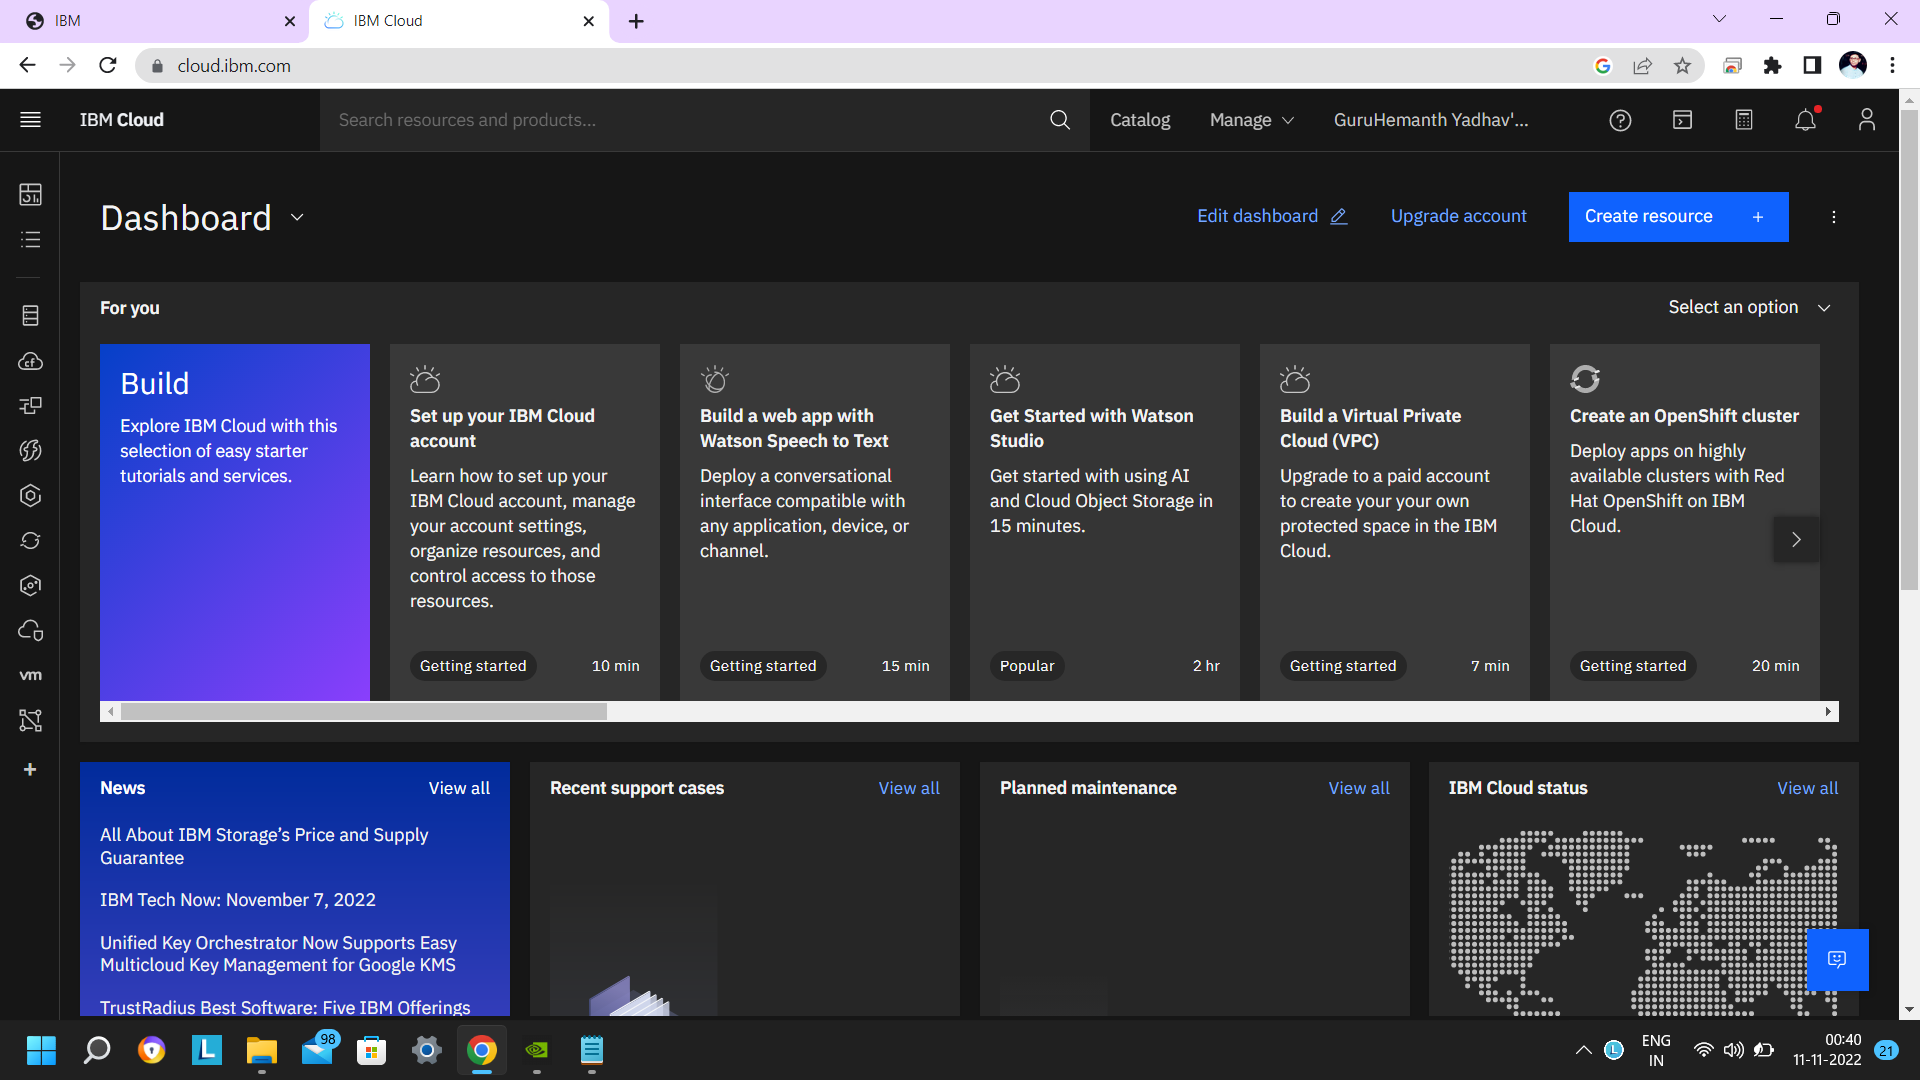 IBM
IBM Cloud
cloud.ibm.com
IBM Cloud
Search resources and products...
Catalog
Manage
GuruHemanth Yadhav'...
Dashboard
Edit dashboard
Upgrade account
Create resource +
For you
Select an option
Build
Explore IBM Cloud with this
selection of easy starter
tutorials and services.
Set up your IBM Cloud
account
Learn how to set up your
IBM Cloud account, manage
your account settings,
organize resources, and
control access to those
resources.
Getting started
10 min
Build a web app with
Watson Speech to Text
Deploy a conversational
interface compatible with
any application, device, or
channel.
Getting started
15 min
Get Started with Watson
Studio
Get started with using AI
and Cloud Object Storage in
15 minutes.
Popular
2 hr
Build a Virtual Private
Cloud (VPC)
Upgrade to a paid account
to create your your own
protected space in the IBM
Cloud.
Getting started
7 min
Create an OpenShift cluster
Deploy apps on highly
available clusters with Red
Hat OpenShift on IBM
Cloud.
Getting started
20 min
cf
vm
News
View all
All About IBM Storage’s Price and Supply
Guarantee
IBM Tech Now: November 7, 2022
Unified Key Orchestrator Now Supports Easy
Multicloud Key Management for Google KMS
TrustRadius Best Software: Five IBM Offerings
Recent support cases
View all
Planned maintenance
View all
IBM Cloud status
View all
L
98
L
ENG
IN
00:40
11-11-2022
21